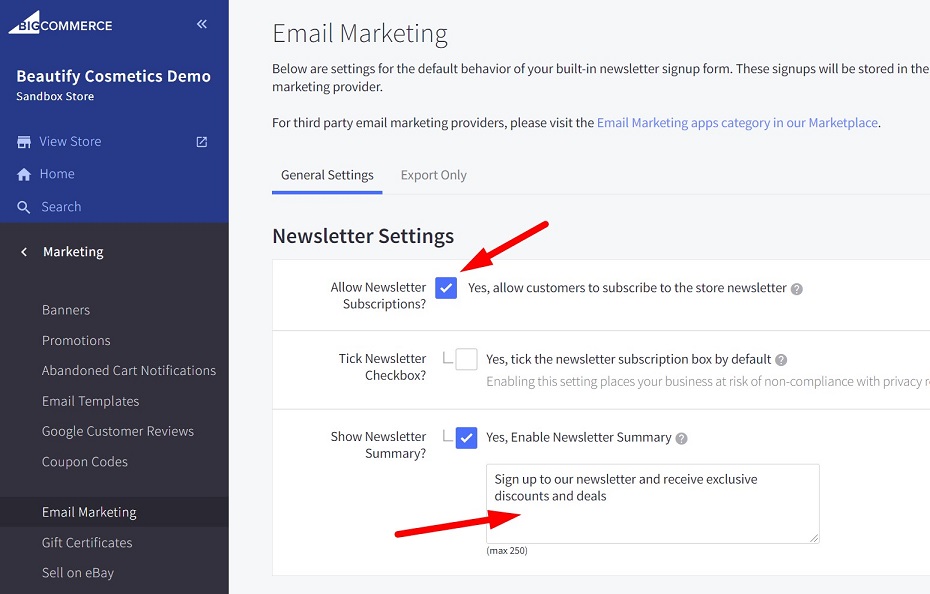 BIGCOMMERCE
Beautify Cosmetics Demo
Sandbox Store
View Store
Home
Search
Marketing
Banners
Promotions
Abandoned Cart Notifications
Email Templates
Google Customer Reviews
Coupon Codes
Email Marketing
Gift Certificates
Sell on eBay
Email Marketing
Below are settings for the default behavior of your built-in newsletter signup form. These signups will be stored in the
marketing provider.
For third party email marketing providers, please visit the Email Marketing apps category in our Marketplace.
General Settings
Export Only
Newsletter Settings
Allow Newsletter
Subscriptions?
Yes, allow customers to subscribe to the store newsletter ?
Tick Newsletter
Checkbox?
Yes, tick the newsletter subscription box by default ?
Enabling this setting places your business at risk of non-compliance with privacy r
Show Newsletter
Summary?
Yes, Enable Newsletter Summary ?
Sign up to our newsletter and receive exclusive
discounts and deals
(max 250)